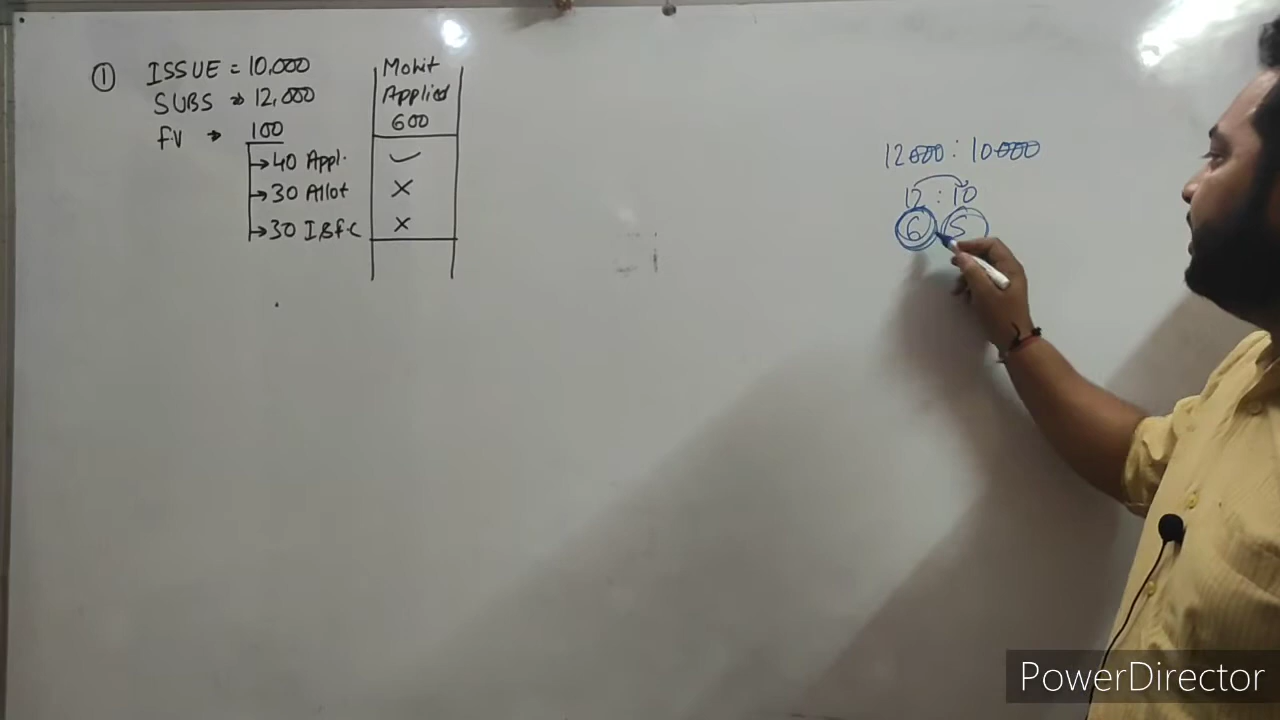 ① ISSUE = 10,000
SUBS → 12,000
FV → 100
→ 40 Appl.
→ 30 Allot
→ 30 I & F.C
Mohit
Applied
600
✓
×
×
12000 : 10000
12 : 10
6 5
PowerDirector